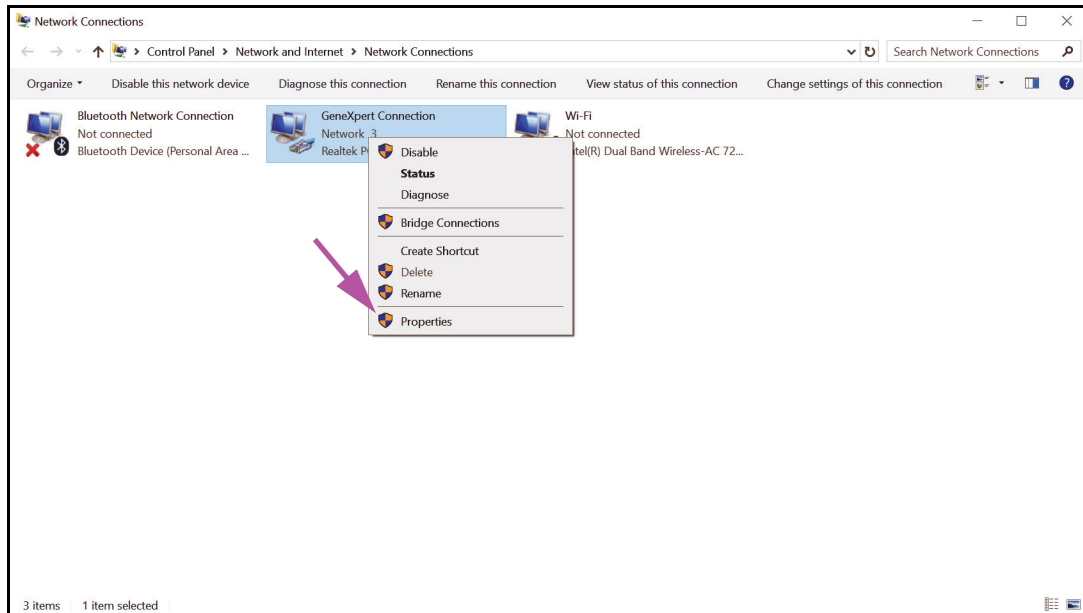 Network Connections
Control Panel > Network and Internet > Network Connections
Search Network Connections
Organize
Disable this network device
Diagnose this connection
Rename this connection
View status of this connection
Change settings of this connection
Bluetooth Network Connection
Not connected
Bluetooth Device (Personal Area ...
GeneXpert Connection
Network 3
Realtek
Wi-Fi
Not connected
Dual Band Wireless-AC 72...
Disable
Status
Diagnose
Bridge Connections
Create Shortcut
Delete
Rename
Properties
3 items
1 item selected